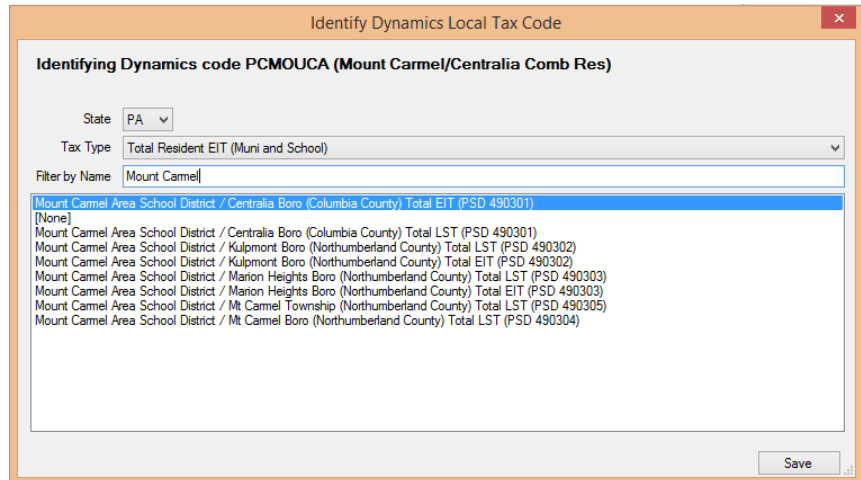 Identify Dynamics Local Tax Code
Identifying Dynamics code PCMOUCA (Mount Carmel/Centralia Comb Res)
State PA
Tax Type Total Resident EIT (Muni and School)
Filter by Name Mount Carmel
Mount Carmel Area School District / Centralia Boro (Columbia County) Total EIT (PSD 490301)
[None]
Mount Carmel Area School District / Centralia Boro (Columbia County) Total LST (PSD 490301)
Mount Carmel Area School District / Kulpmont Boro (Northumberland County) Total LST (PSD 490302)
Mount Carmel Area School District / Kulpmont Boro (Northumberland County) Total EIT (PSD 490302)
Mount Carmel Area School District / Marion Heights Boro (Northumberland County) Total LST (PSD 490303)
Mount Carmel Area School District / Marion Heights Boro (Northumberland County) Total EIT (PSD 490303)
Mount Carmel Area School District / Mt Carmel Township (Northumberland County) Total LST (PSD 490305)
Mount Carmel Area School District / Mt Carmel Boro (Northumberland County) Total LST (PSD 490304)
Save